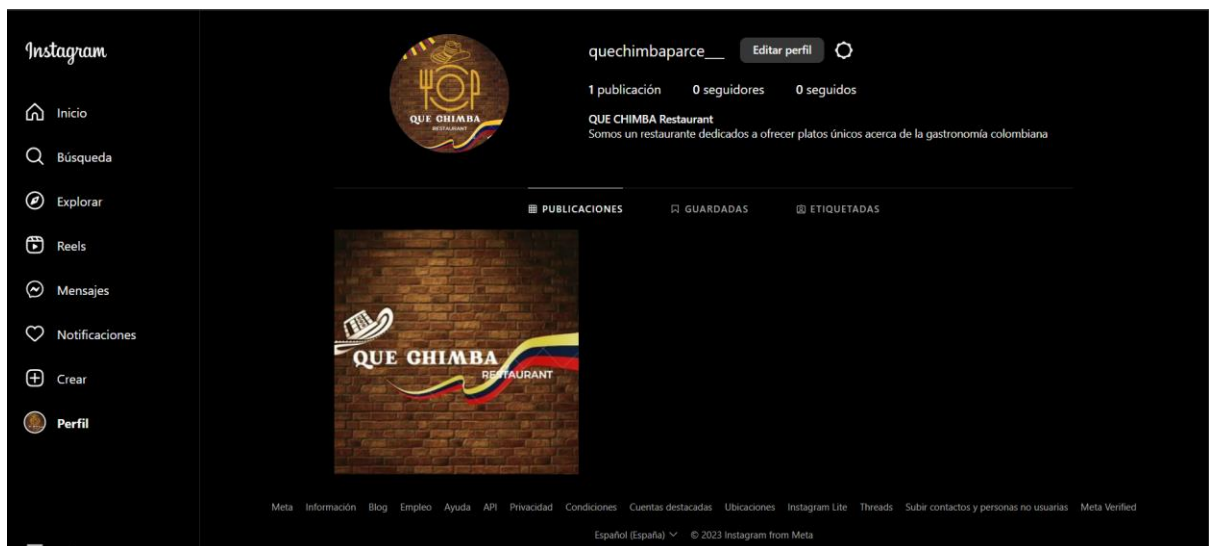 Instagram
Inicio
Búsqueda
Explorar
Reels
Mensajes
Notificaciones
Crear
Perfil
quechimbaparce___ Editar perfil
1 publicación 0 seguidores 0 seguidos
QUE CHIMBA Restaurant
Somos un restaurante dedicados a ofrecer platos únicos acerca de la gastronomía colombiana
QUE CHIMBA
RESTAURANT
PUBLICACIONES GUARDADAS ETIQUETADAS
QUE CHIMBA
RESTAURANT
Meta Información Blog Empleo Ayuda API Privacidad Condiciones Cuentas destacadas Ubicaciones Instagram Lite Threads Subir contactos y personas no usuarias Meta Verified
Español (España) © 2023 Instagram from Meta